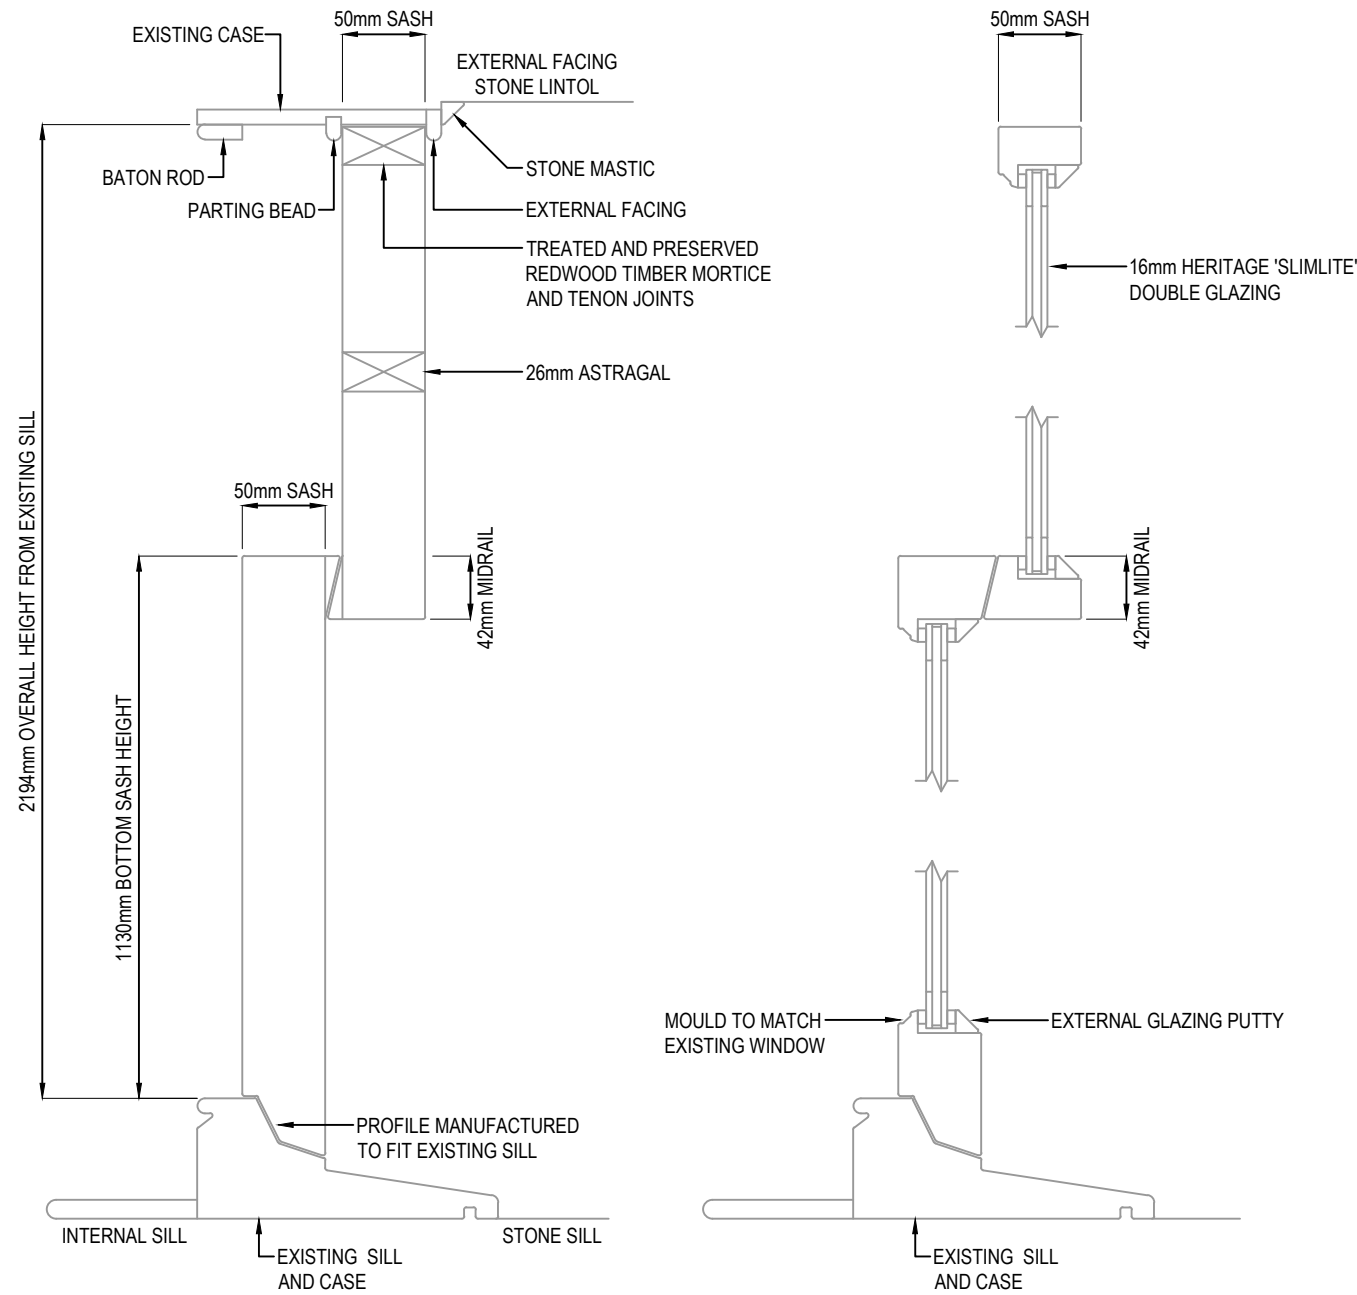 50mm SASH
EXISTING CASE
EXTERNAL FACING
STONE LINTOL
BATON ROD
PARTING BEAD
STONE MASTIC
EXTERNAL FACING
TREATED AND PRESERVED
REDWOOD TIMBER MORTICE
AND TENON JOINTS
26mm ASTRAGAL
2194mm OVERALL HEIGHT FROM EXISTING SILL
50mm SASH
42mm MIDRAIL
1130mm BOTTOM SASH HEIGHT
PROFILE MANUFACTURED
TO FIT EXISTING SILL
INTERNAL SILL
STONE SILL
EXISTING SILL
AND CASE
50mm SASH
16mm HERITAGE 'SLIMLITE'
DOUBLE GLAZING
42mm MIDRAIL
MOULD TO MATCH
EXISTING WINDOW
EXTERNAL GLAZING PUTTY
EXISTING SILL
AND CASE